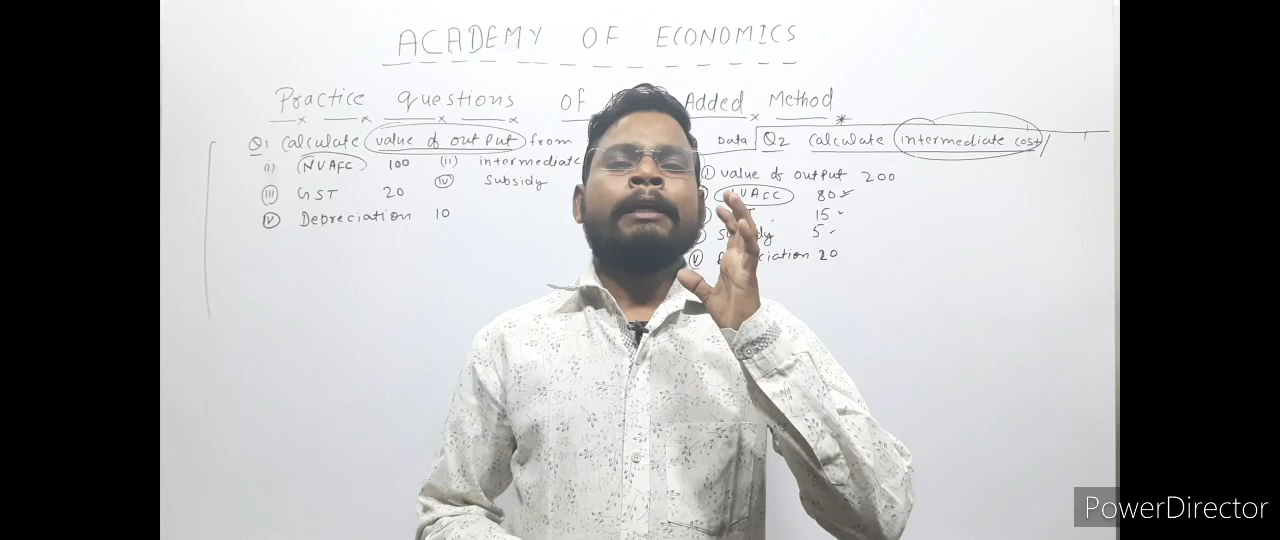 ACADEMY OF ECONOMICS
Practice questions of Added Method
Q1 Calculate value of output from Data
(i) NVAFC 100 (ii) intermediate
(iii) GST 20 (iv) Subsidy
(v) Depreciation 10
Q2 Calculate intermediate cost
(i) value of output 200
VAFC 80
15
5
ciation 20
PowerDirector